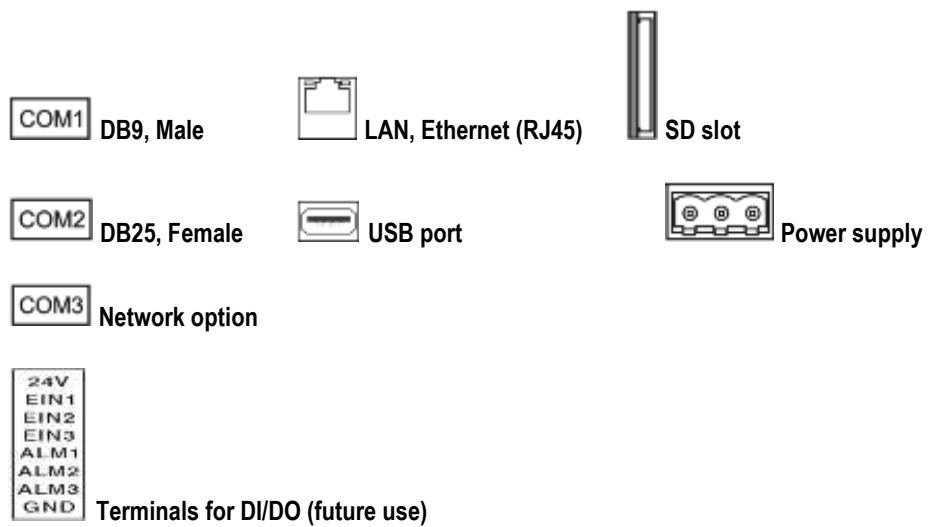 COM1 DB9, Male
LAN, Ethernet (RJ45)
SD slot
COM2 DB25, Female
USB port
Power supply
COM3 Network option
24V
EIN1
EIN2
EIN3
ALM1
ALM2
ALM3
GND
Terminals for DI/DO (future use)